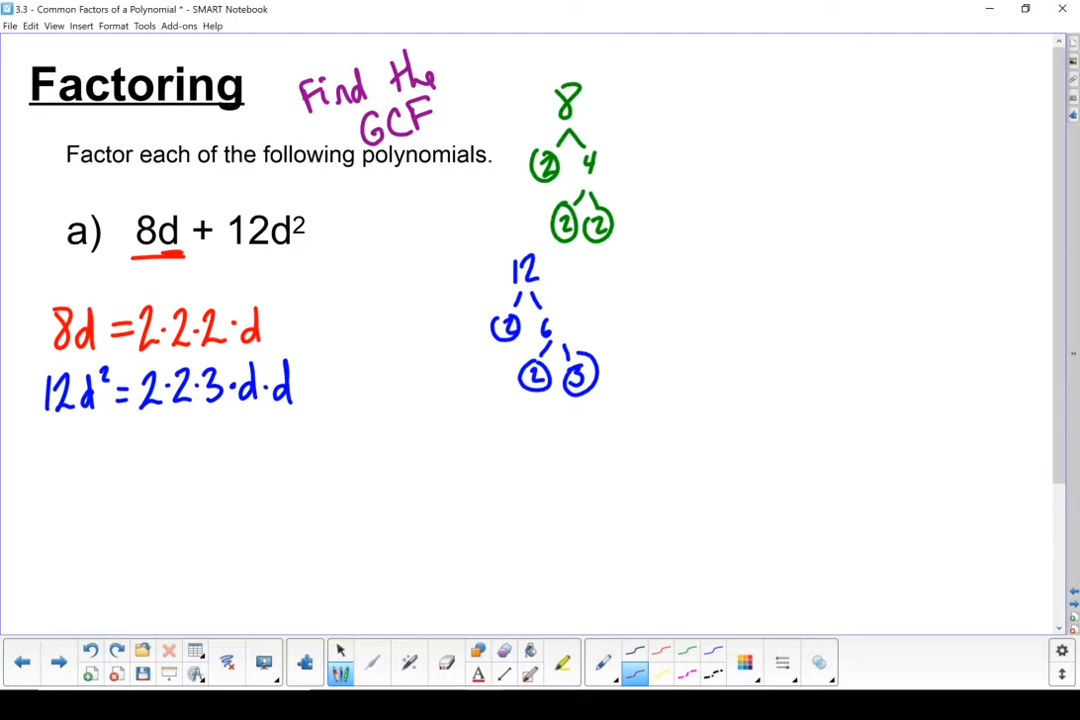 3.3 - Common Factors of a Polynomial * - SMART Notebook
File Edit View Insert Format Tools Add-ons Help
Factoring
Find the
GCF
Factor each of the following polynomials.
a) 8d + 12d²
8d = 2·2·2·d
12d² = 2·2·3·d·d
8
2 4
2 2
12
2 6
2 3